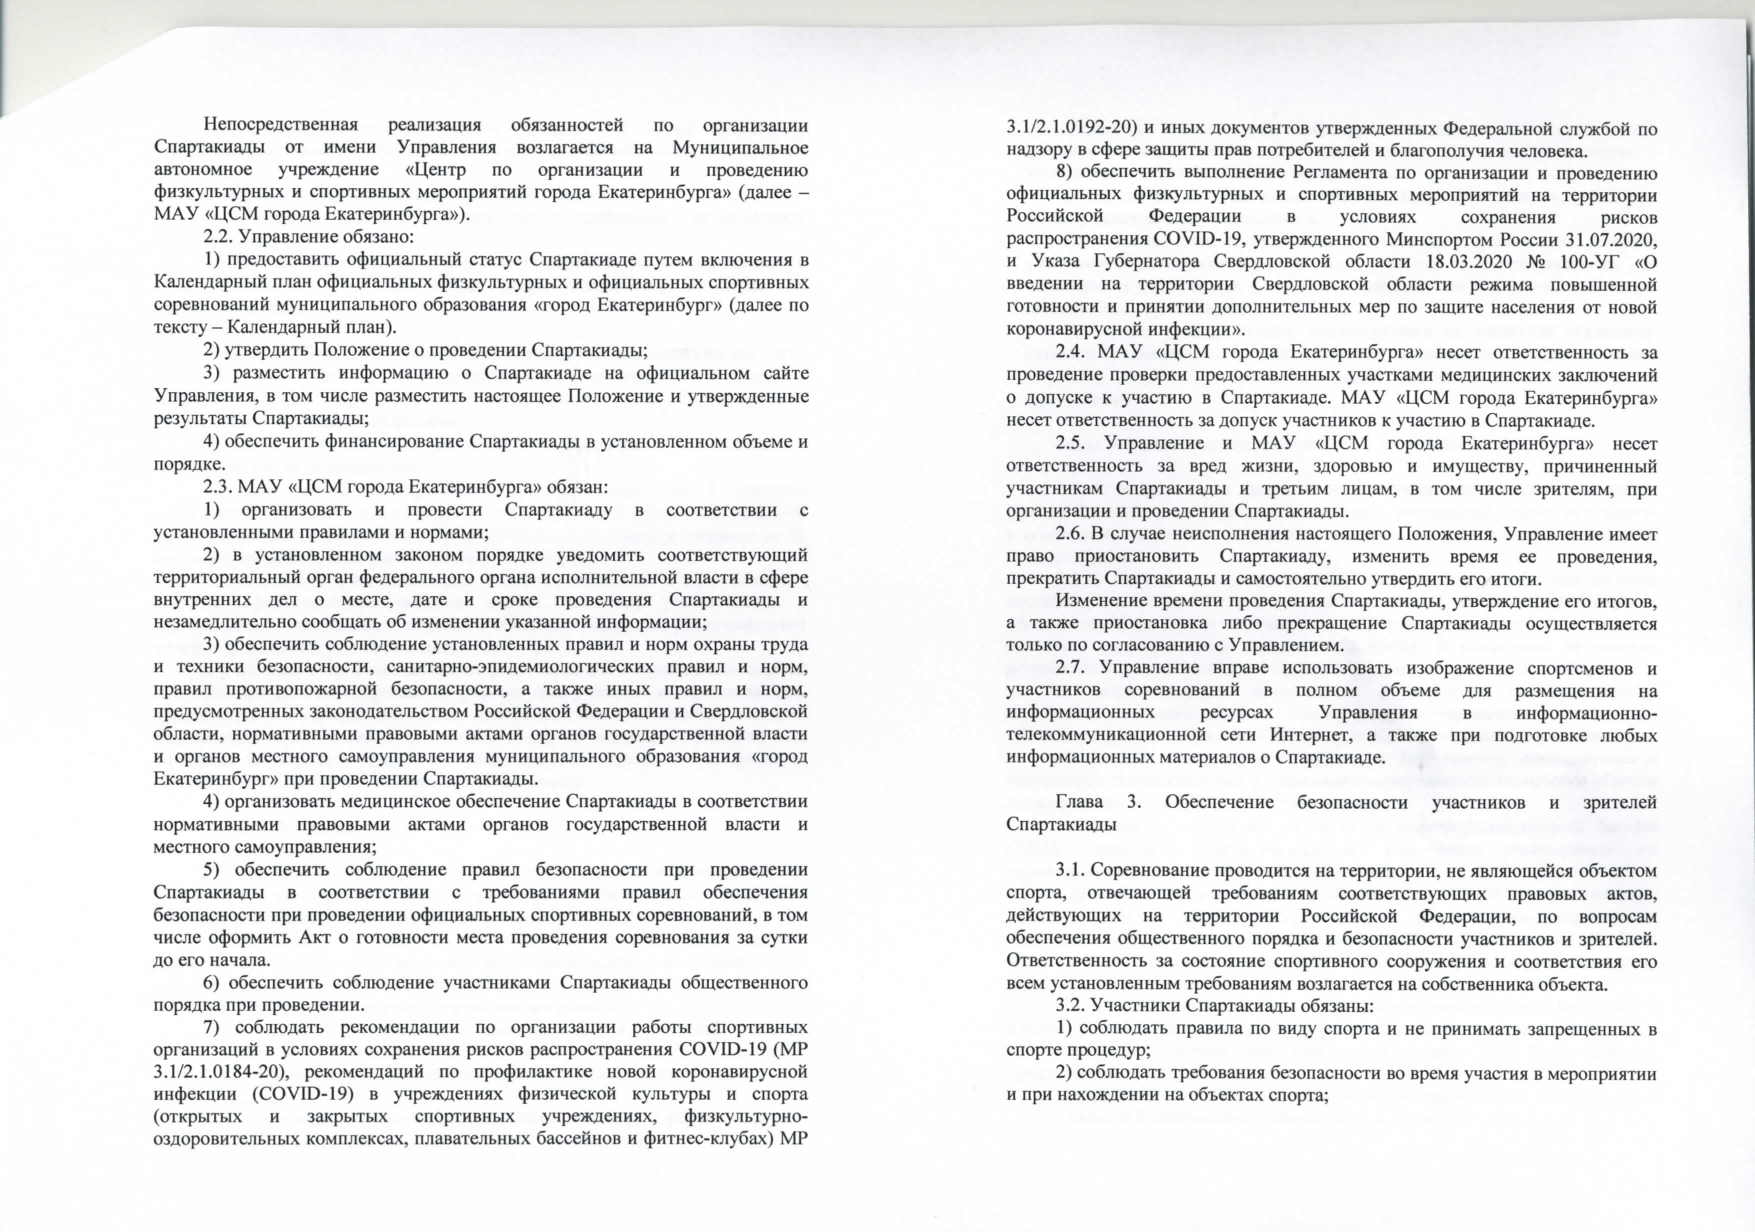 Непосредственная реализация обязанностей по организации
Спартакиады от имени Управления возлагается на Муниципальное
автономное учреждение «Центр по организации и проведению
физкультурных и спортивных мероприятий города Екатеринбурга» (далее –
МАУ «ЦСМ города Екатеринбурга»).
2.2. Управление обязано:
1) предоставить официальный статус Спартакиаде путем включения в
Календарный план официальных физкультурных и официальных спортивных
соревнований муниципального образования «город Екатеринбург» (далее по
тексту – Календарный план).
2) утвердить Положение о проведении Спартакиады;
3) разместить информацию о Спартакиаде на официальном сайте
Управления, в том числе разместить настоящее Положение и утвержденные
результаты Спартакиады;
4) обеспечить финансирование Спартакиады в установленном объеме и
порядке.
2.3. МАУ «ЦСМ города Екатеринбурга» обязан:
1) организовать и провести Спартакиаду в соответствии с
установленными правилами и нормами;
2) в установленном законом порядке уведомить соответствующий
территориальный орган федерального органа исполнительной власти в сфере
внутренних дел о месте, дате и сроке проведения Спартакиады и
незамедлительно сообщать об изменении указанной информации;
3) обеспечить соблюдение установленных правил и норм охраны труда
и техники безопасности, санитарно-эпидемиологических правил и норм,
правил противопожарной безопасности, а также иных правил и норм,
предусмотренных законодательством Российской Федерации и Свердловской
области, нормативными правовыми актами органов государственной власти
и органов местного самоуправления муниципального образования «город
Екатеринбург» при проведении Спартакиады.
4) организовать медицинское обеспечение Спартакиады в соответствии
нормативными правовыми актами органов государственной власти и
местного самоуправления;
5) обеспечить соблюдение правил безопасности при проведении
Спартакиады в соответствии с требованиями правил обеспечения
безопасности при проведении официальных спортивных соревнований, в том
числе оформить Акт о готовности места проведения соревнования за сутки
до его начала.
6) обеспечить соблюдение участниками Спартакиады общественного
порядка при проведении.
7) соблюдать рекомендации по организации работы спортивных
организаций в условиях сохранения рисков распространения COVID-19 (МР
3.1/2.1.0184-20), рекомендаций по профилактике новой коронавирусной
инфекции (COVID-19) в учреждениях физической культуры и спорта
(открытых и закрытых спортивных учреждениях, физкультурно-
оздоровительных комплексах, плавательных бассейнов и фитнес-клубах) МР
3.1/2.1.0192-20) и иных документов утвержденных Федеральной службой по
надзору в сфере защиты прав потребителей и благополучия человека.
8) обеспечить выполнение Регламента по организации и проведению
официальных физкультурных и спортивных мероприятий на территории
Российской Федерации в условиях сохранения рисков
распространения COVID-19, утвержденного Минспортом России 31.07.2020,
и Указа Губернатора Свердловской области 18.03.2020 № 100-УГ «О
введении на территории Свердловской области режима повышенной
готовности и принятии дополнительных мер по защите населения от новой
коронавирусной инфекции».
2.4. МАУ «ЦСМ города Екатеринбурга» несет ответственность за
проведение проверки предоставленных участками медицинских заключений
о допуске к участию в Спартакиаде. МАУ «ЦСМ города Екатеринбурга»
несет ответственность за допуск участников к участию в Спартакиаде.
2.5. Управление и МАУ «ЦСМ города Екатеринбурга» несет
ответственность за вред жизни, здоровью и имуществу, причиненный
участникам Спартакиады и третьим лицам, в том числе зрителям, при
организации и проведении Спартакиады.
2.6. В случае неисполнения настоящего Положения, Управление имеет
право приостановить Спартакиаду, изменить время ее проведения,
прекратить Спартакиады и самостоятельно утвердить его итоги.
Изменение времени проведения Спартакиады, утверждение его итогов,
а также приостановка либо прекращение Спартакиады осуществляется
только по согласованию с Управлением.
2.7. Управление вправе использовать изображение спортсменов и
участников соревнований в полном объеме для размещения на
информационных ресурсах Управления в информационно-
телекоммуникационной сети Интернет, а также при подготовке любых
информационных материалов о Спартакиаде.
Глава 3. Обеспечение безопасности участников и зрителей
Спартакиады
3.1. Соревнование проводится на территории, не являющейся объектом
спорта, отвечающей требованиям соответствующих правовых актов,
действующих на территории Российской Федерации, по вопросам
обеспечения общественного порядка и безопасности участников и зрителей.
Ответственность за состояние спортивного сооружения и соответствия его
всем установленным требованиям возлагается на собственника объекта.
3.2. Участники Спартакиады обязаны:
1) соблюдать правила по виду спорта и не принимать запрещенных в
спорте процедур;
2) соблюдать требования безопасности во время участия в мероприятии
и при нахождении на объектах спорта;